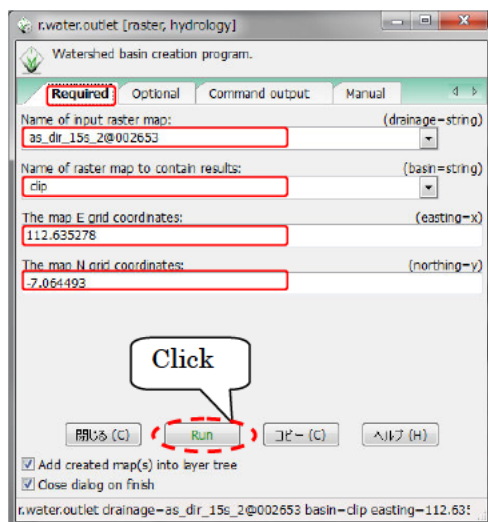 r.water.outlet [raster, hydrology]
Watershed basin creation program.
Required Optional Command output Manual
Name of input raster map: (drainage=string)
as_dir_15s_2@002653
Name of raster map to contain results: (basin=string)
clip
The map E grid coordinates: (easting=x)
112.635278
The map N grid coordinates: (northing=y)
-7.064493
Click
閉じる (C) Run コピー (C) ヘルプ (H)
Add created map(s) into layer tree
Close dialog on finish
r.water.outlet drainage=as_dir_15s_2@002653 basin=clip easting=112.635